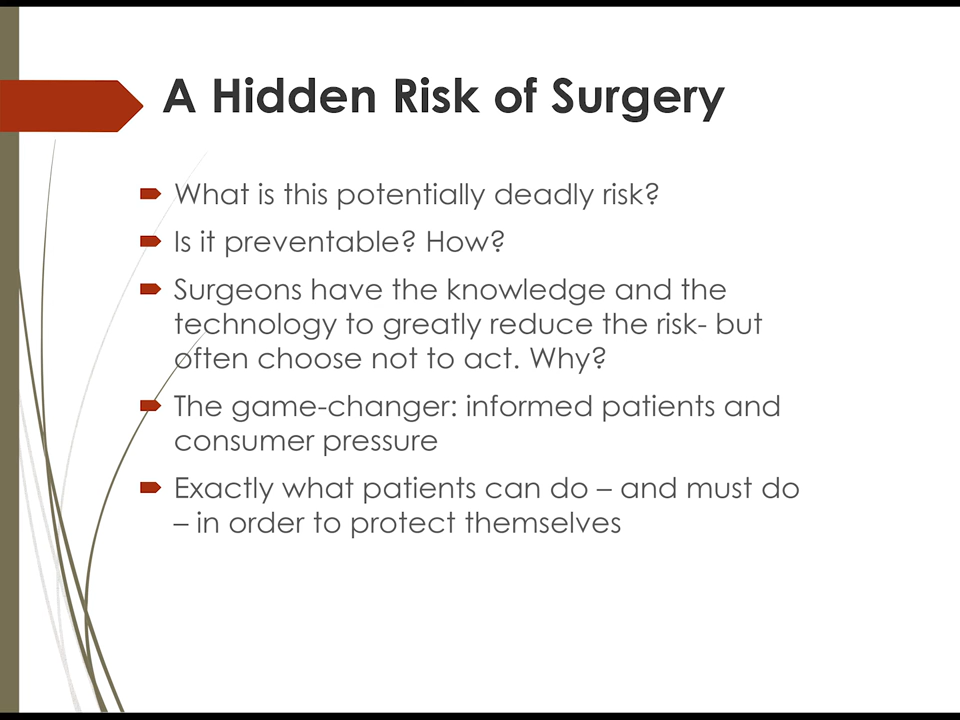 A Hidden Risk of Surgery
What is this potentially deadly risk?
Is it preventable? How?
Surgeons have the knowledge and the
technology to greatly reduce the risk- but
often choose not to act. Why?
The game-changer: informed patients and
consumer pressure
Exactly what patients can do – and must do
– in order to protect themselves